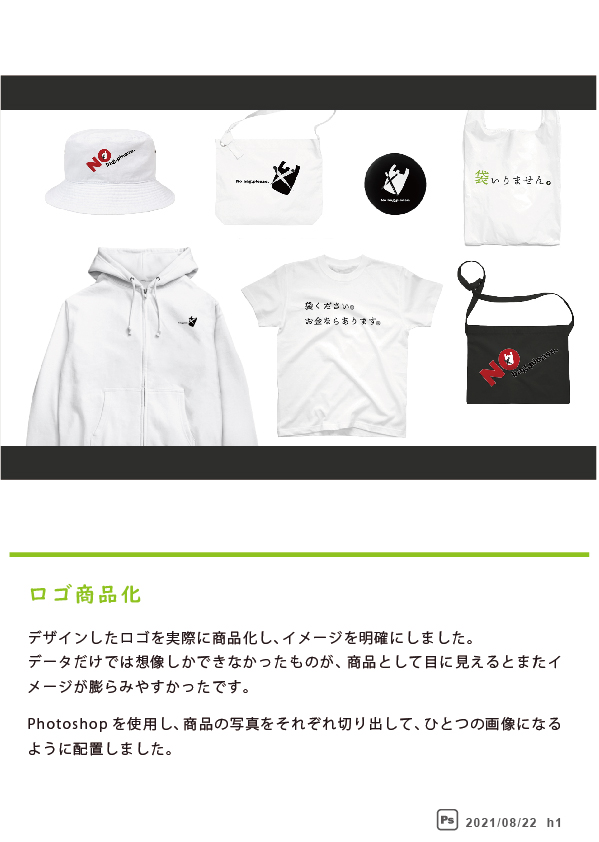 NO
bag,please.
No bag,please.
No bag,please.
袋いりません。
袋ください。
お金ならあります。
NO
bag,please.
ロゴ商品化
デザインしたロゴを実際に商品化し、イメージを明確にしました。
データだけでは想像しかできなかったものが、商品として目に見えるとまたイ
メージが膨らみやすかったです。
Photoshop を使用し、商品の写真をそれぞれ切り出して、ひとつの画像になる
ように配置しました。
Ps 2021/08/22 h1